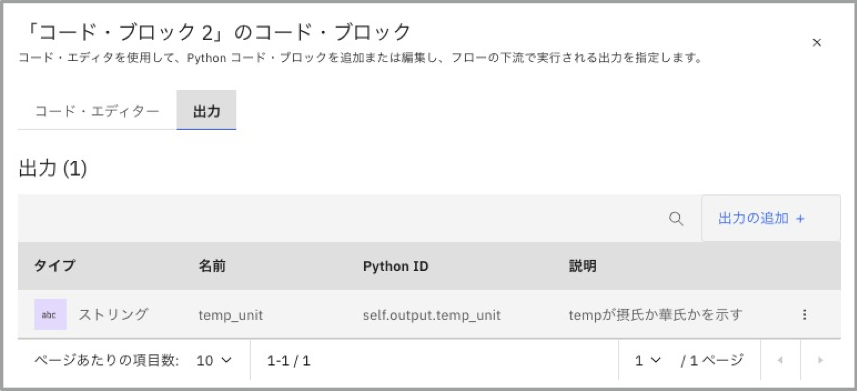 「コード・ブロック 2」のコード・ブロック
コード・エディタを使用して、Python コード・ブロックを追加または編集し、フローの下流で実行される出力を指定します。
コード・エディター 出力
出力 (1)
出力の追加 +
タイプ 名前 Python ID 説明
abc ストリング temp_unit self.output.temp_unit tempが摂氏か華氏かを示す
ページあたりの項目数: 10 1-1 / 1 1 / 1 ページ